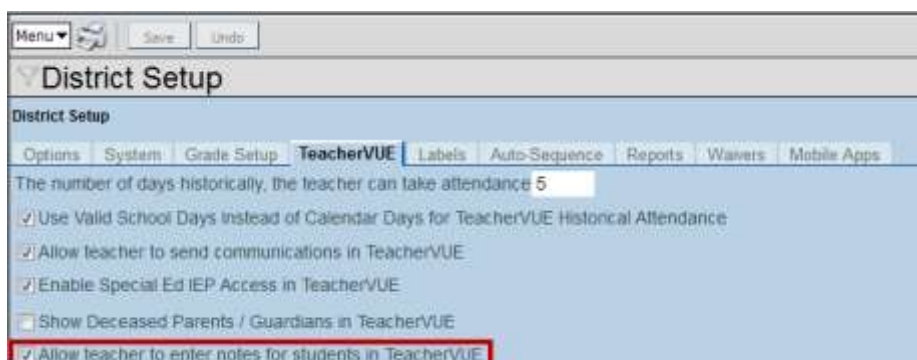 Menu Save Undo
District Setup
District Setup
Options System Grade Setup TeacherVUE Labels Auto-Sequence Reports Waivers Mobile Apps
The number of days historically, the teacher can take attendance 5
Use Valid School Days instead of Calendar Days for TeacherVUE Historical Attendance
Allow teacher to send communications in TeacherVUE
Enable Special Ed IEP Access in TeacherVUE
Show Deceased Parents / Guardians in TeacherVUE
Allow teacher to enter notes for students in TeacherVUE